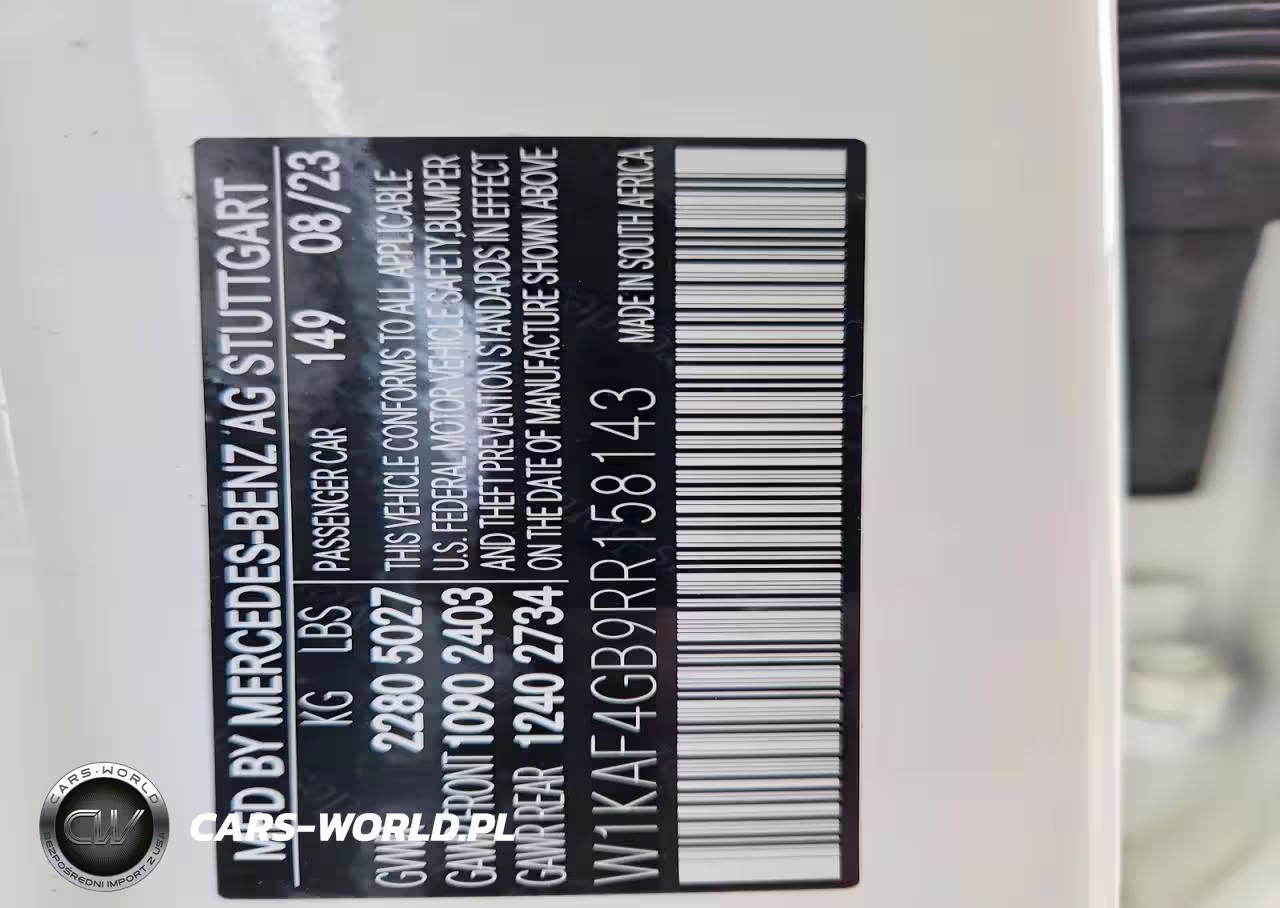 MFD BY MERCEDES-BENZ AG STUTTGART
KG LBS PASSENGER CAR 149 08/23
GVWR 2280 5027 THIS VEHICLE CONFORMS TO ALL APPLICABLE
GAWR FRONT 1090 2403 U.S. FEDERAL MOTOR VEHICLE SAFETY,BUMPER
AND THEFT PREVENTION STANDARDS IN EFFECT
GAWR REAR 1240 2734 ON THE DATE OF MANUFACTURE SHOWN ABOVE
W1KAF4GB9RR158143 MADE IN SOUTH AFRICA
CARS-WORLD
CW
BEZPOŚREDNI IMPORT Z USA
CARS-WORLD.PL